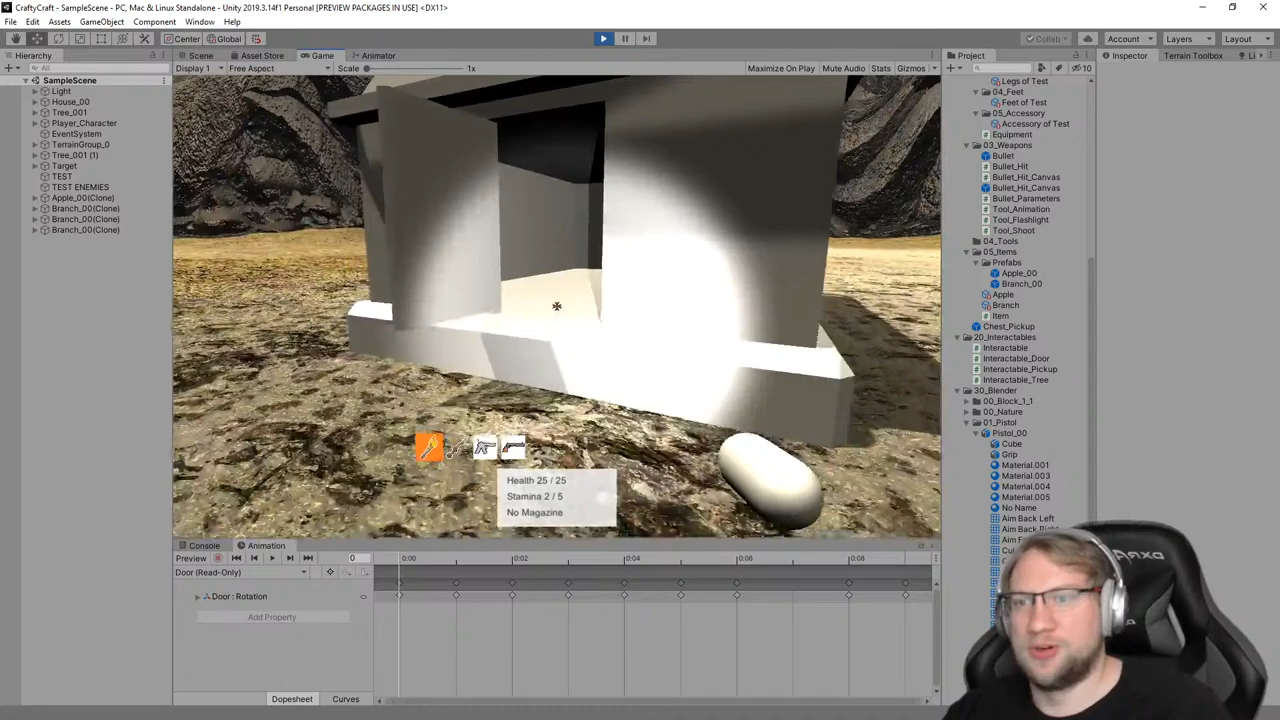 CraftyCraft - SampleScene - PC, Mac & Linux Standalone - Unity 2019.3.14f1 Personal [PREVIEW PACKAGES IN USE] <DX11>
File Edit Assets GameObject Component Window Help
Center Global Collab Account Layers Layout
Hierarchy Scene Asset Store Game Animator Project Inspector Terrain Toolbox Li
All Display 1 Free Aspect Scale 1x Maximize On Play Mute Audio Stats Gizmos 10
SampleScene
Light
House_00
Tree_001
Player_Character
EventSystem
TerrainGroup_0
Tree_001 (1)
Target
TEST
TEST ENEMIES
Apple_00(Clone)
Branch_00(Clone)
Branch_00(Clone)
Branch_00(Clone)
Health 25 / 25
Stamina 2 / 5
No Magazine
Legs of Test
04_Feet
Feet of Test
05_Accessory
Accessory of Test
Equipment
03_Weapons
Bullet
Bullet_Hit
Bullet_Hit_Canvas
Bullet_Hit_Canvas
Bullet_Parameters
Tool_Animation
Tool_Flashlight
Tool_Shoot
04_Tools
05_Items
Prefabs
Apple_00
Branch_00
Apple
Branch
Item
Chest_Pickup
20_Interactables
Interactable
Interactable_Door
Interactable_Pickup
Interactable_Tree
30_Blender
00_Block_1_1
00_Nature
01_Pistol
Pistol_00
Cube
Grip
Material.001
Material.003
Material.004
Material.005
No Name
Aim Back Left
Aim Back
Console Animation
Preview 0 0:00 0:02 0:04 0:06 0:08
Door (Read-Only)
Door : Rotation
Add Property
Dopesheet Curves
DXRACER